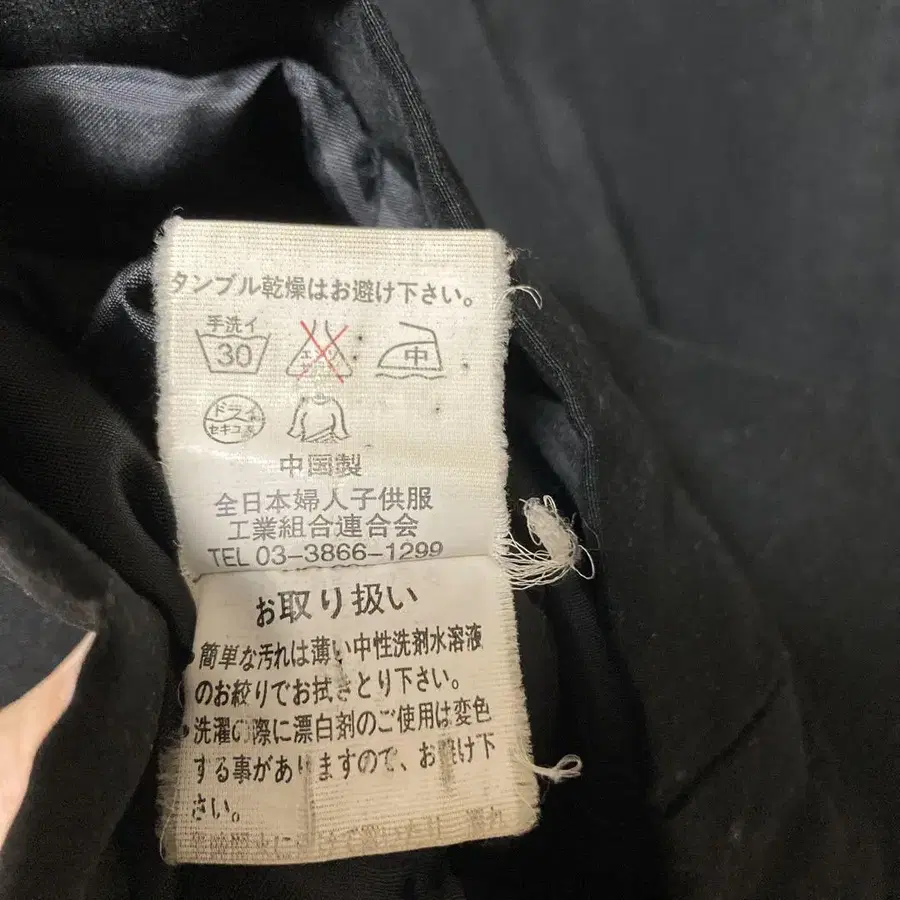 タンブル乾燥はお避け下さい。
手洗イ
30
中
ドライ
セキユ系
中国製
全日本婦人子供服
工業組合連合会
TEL 03-3866-1299
お取り扱い
・簡単な汚れは薄い中性洗剤水溶液
のお絞りでお拭きとり下さい。
・洗濯の際に漂白剤のご使用は変色
する事がありますので、お避け下
さい。